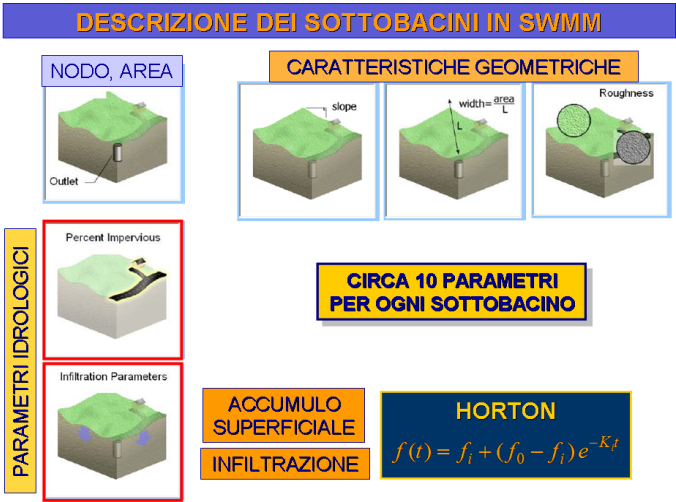 DESCRIZIONE DEI SOTTOBACINI IN SWMM
NODO, AREA
CARATTERISTICHE GEOMETRICHE
Outlet
slope
width=area/L
L
Roughness
PARAMETRI IDROLOGICI
Percent Impervious
CIRCA 10 PARAMETRI
PER OGNI SOTTOBACINO
Infiltration Parameters
ACCUMULO
SUPERFICIALE
INFILTRAZIONE
HORTON
f(t) = f_i + (f_0 − f_i) e^{−K_i t}